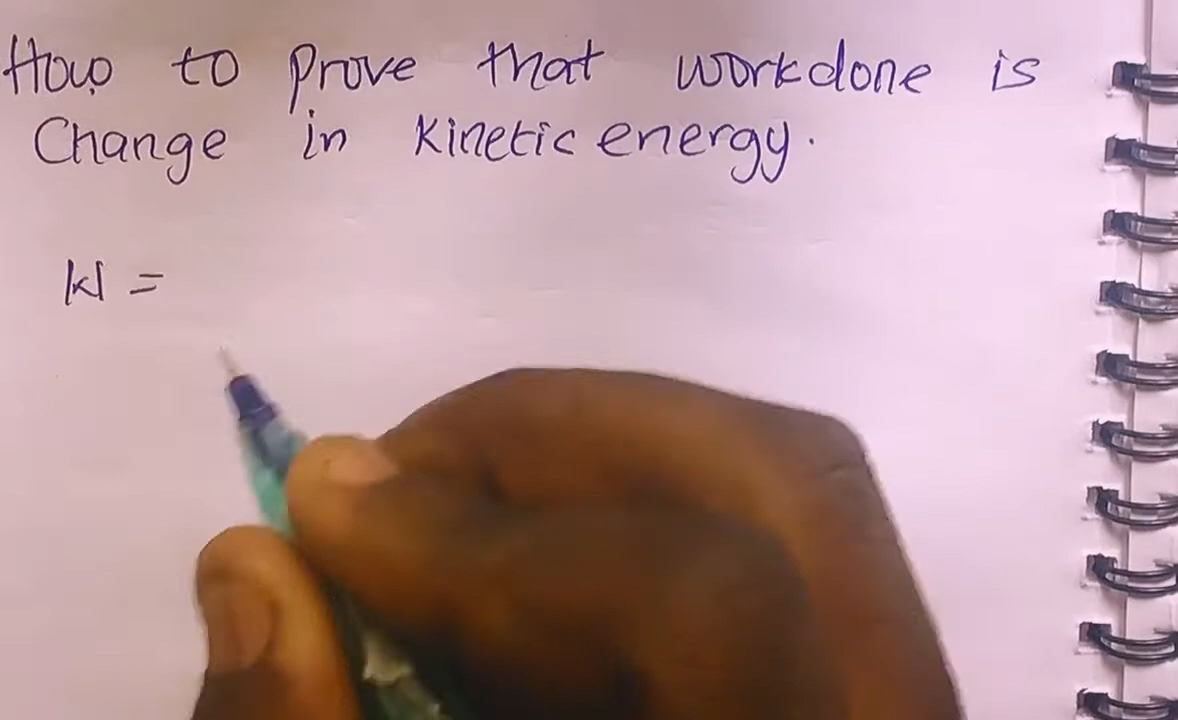 How to Prove that workdone is
Change in Kinetic energy.
W =